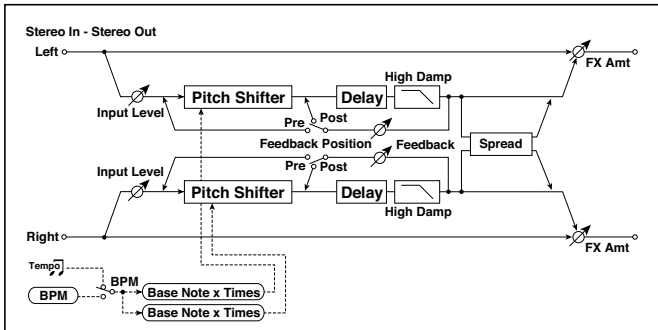 Stereo In - Stereo Out
Left
FX Amt
High Damp
Pitch Shifter
Delay
Input Level
Post
Pre
Feedback Position
Feedback
Spread
Input Level
Pre
Post
Pitch Shifter
Delay
High Damp
Right
FX Amt
Tempo
BPM
BPM
Base Note x Times
Base Note x Times